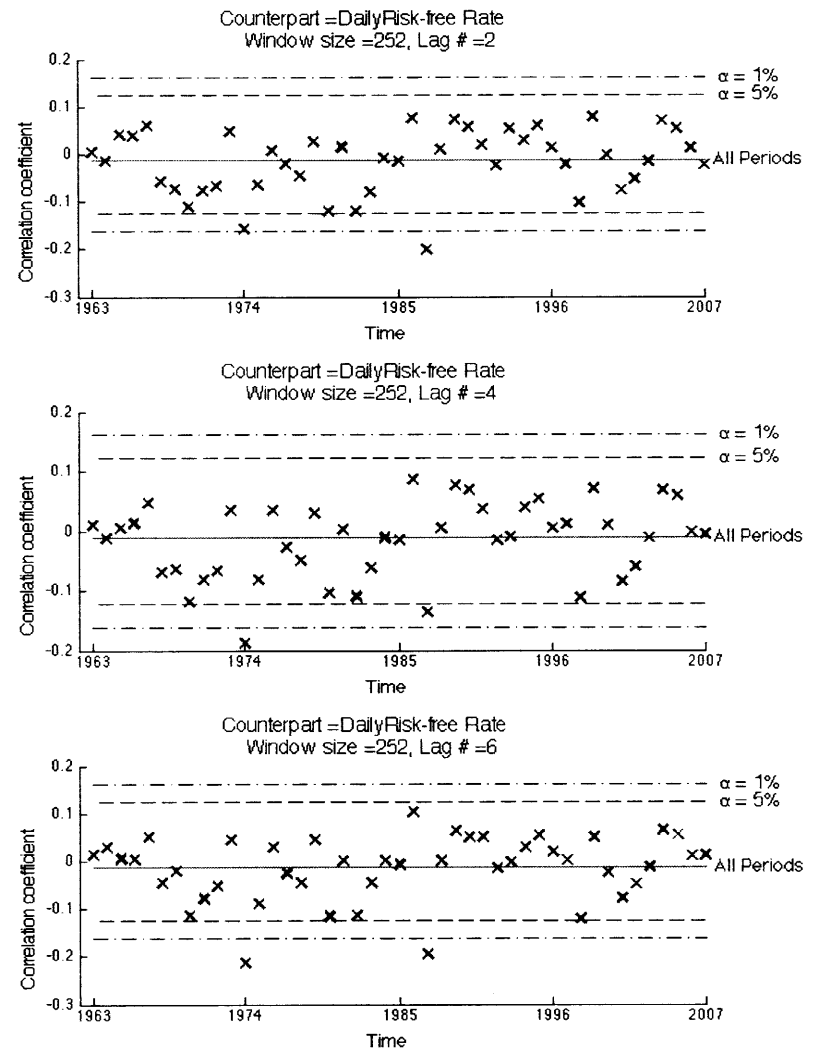 Counterpart =DailyRisk-free Rate
Window size =252, Lag # =2
0.2
0.1
0
-0.1
-0.2
-0.3
Correlation coefficient
α = 1%
α = 5%
All Periods
1963
1974
1985
1996
2007
Time
Counterpart =DailyRisk-free Rate
Window size =252, Lag # =4
0.2
0.1
0
-0.1
-0.2
Correlation coefficient
α = 1%
α = 5%
All Periods
1963
1974
1985
1996
2007
Time
Counterpart =DailyRisk-free Rate
Window size =252, Lag # =6
0.2
0.1
0
-0.1
-0.2
-0.3
Correlation coefficient
α = 1%
α = 5%
All Periods
1963
1974
1985
1996
2007
Time